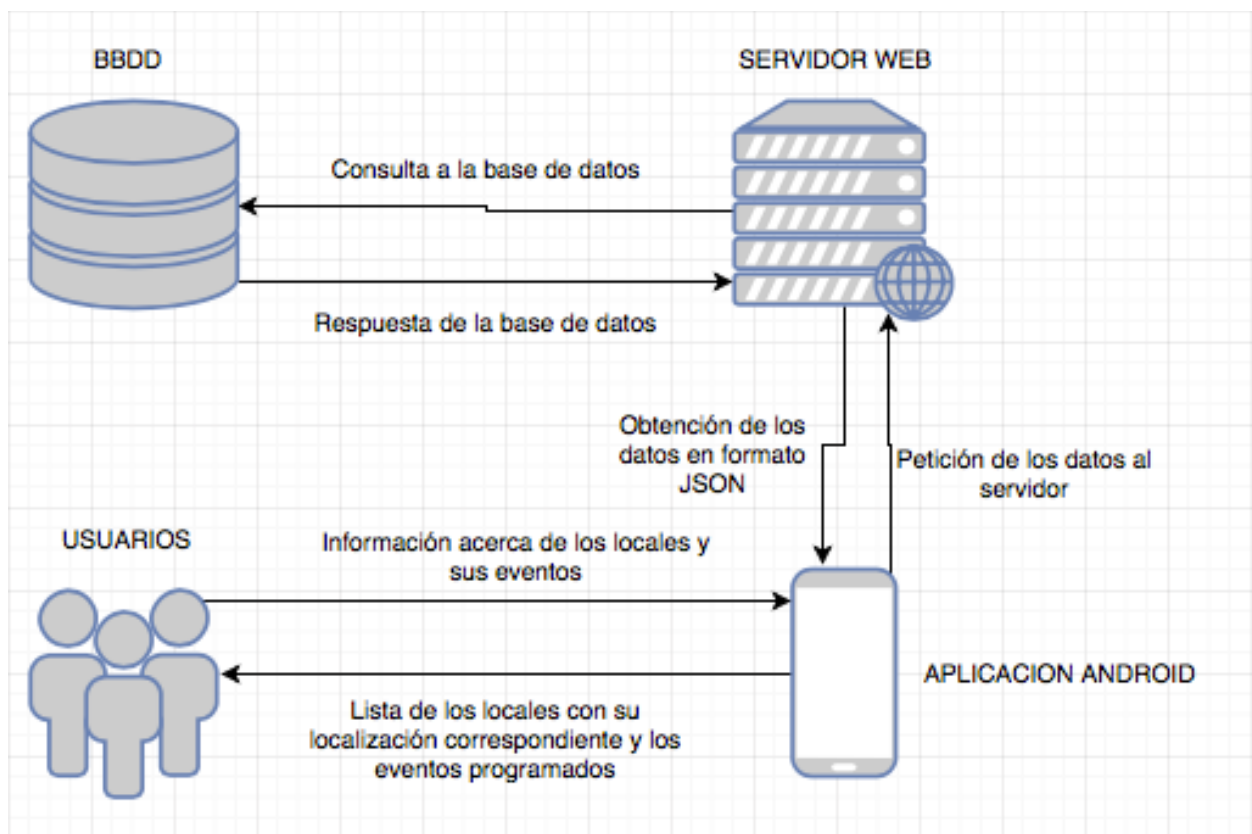 BBDD
SERVIDOR WEB
Consulta a la base de datos
Respuesta de la base de datos
Obtención de los
datos en formato
JSON
Petición de los datos al
servidor
USUARIOS
Información acerca de los locales y
sus eventos
APLICACION ANDROID
Lista de los locales con su
localización correspondiente y los
eventos programados